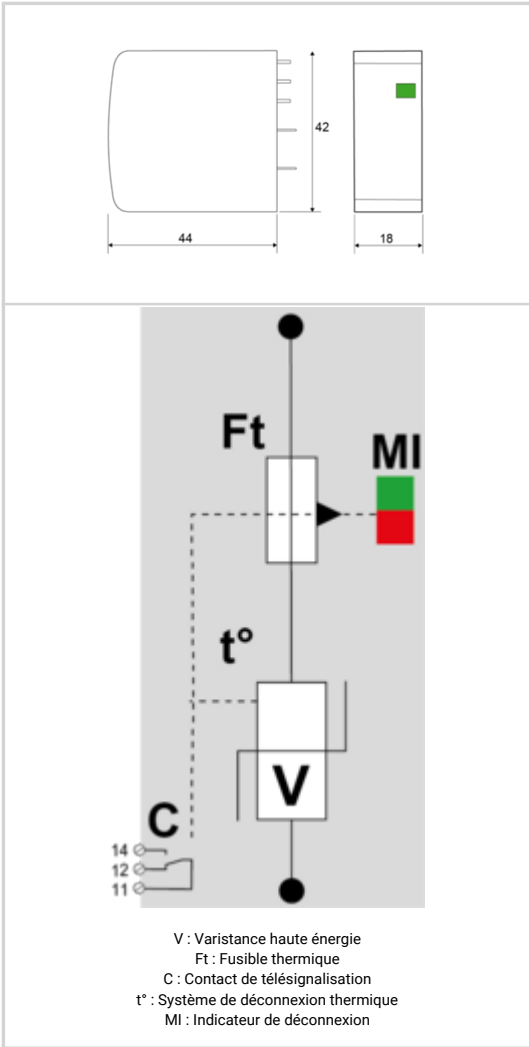 42
44
18
Ft
MI
t°
V
C
14
12
11
V : Varistance haute énergie
Ft : Fusible thermique
C : Contact de télésignalisation
t° : Système de déconnexion thermique
MI : Indicateur de déconnexion